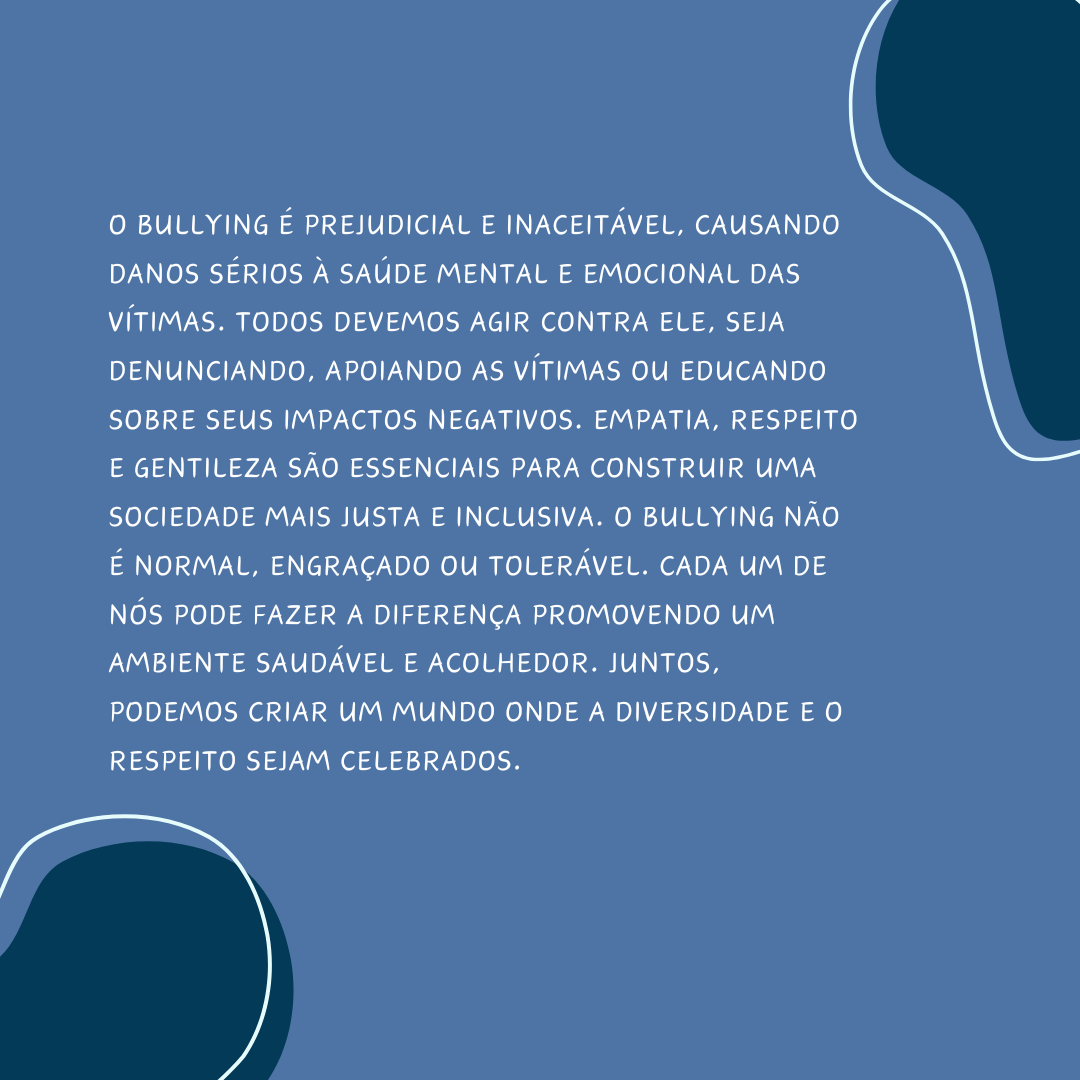 O BULLYING É PREJUDICIAL E INACEITÁVEL, CAUSANDO
DANOS SÉRIOS À SAÚDE MENTAL E EMOCIONAL DAS
VÍTIMAS. TODOS DEVEMOS AGIR CONTRA ELE, SEJA
DENUNCIANDO, APOIANDO AS VÍTIMAS OU EDUCANDO
SOBRE SEUS IMPACTOS NEGATIVOS. EMPATIA, RESPEITO
E GENTILEZA SÃO ESSENCIAIS PARA CONSTRUIR UMA
SOCIEDADE MAIS JUSTA E INCLUSIVA. O BULLYING NÃO
É NORMAL, ENGRAÇADO OU TOLERÁVEL. CADA UM DE
NÓS PODE FAZER A DIFERENÇA PROMOVENDO UM
AMBIENTE SAUDÁVEL E ACOLHEDOR. JUNTOS,
PODEMOS CRIAR UM MUNDO ONDE A DIVERSIDADE E O
RESPEITO SEJAM CELEBRADOS.